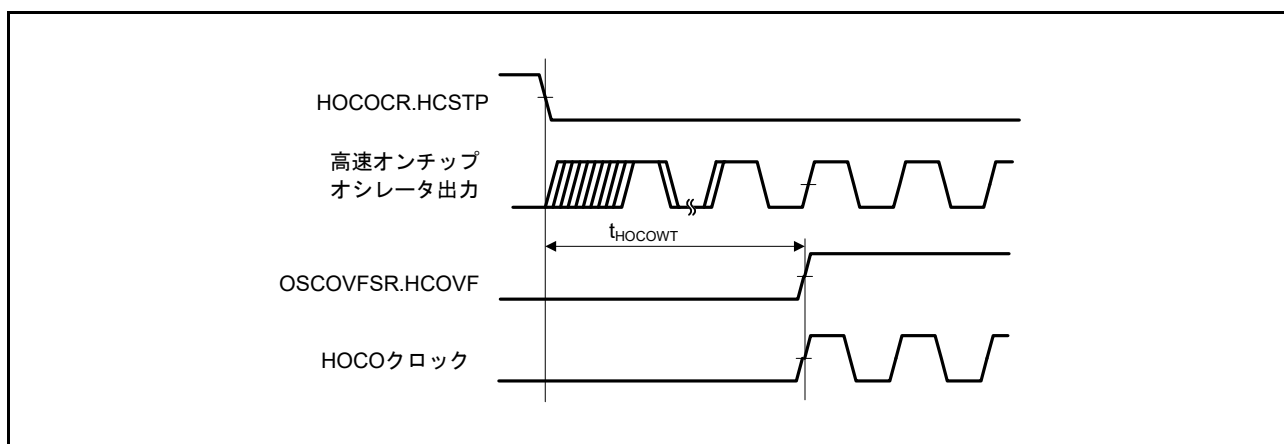 HOCOCR.HCSTP
高速オンチップ
オシレータ出力
tHOCOWT
OSCOVFSR.HCOVF
HOCOクロック